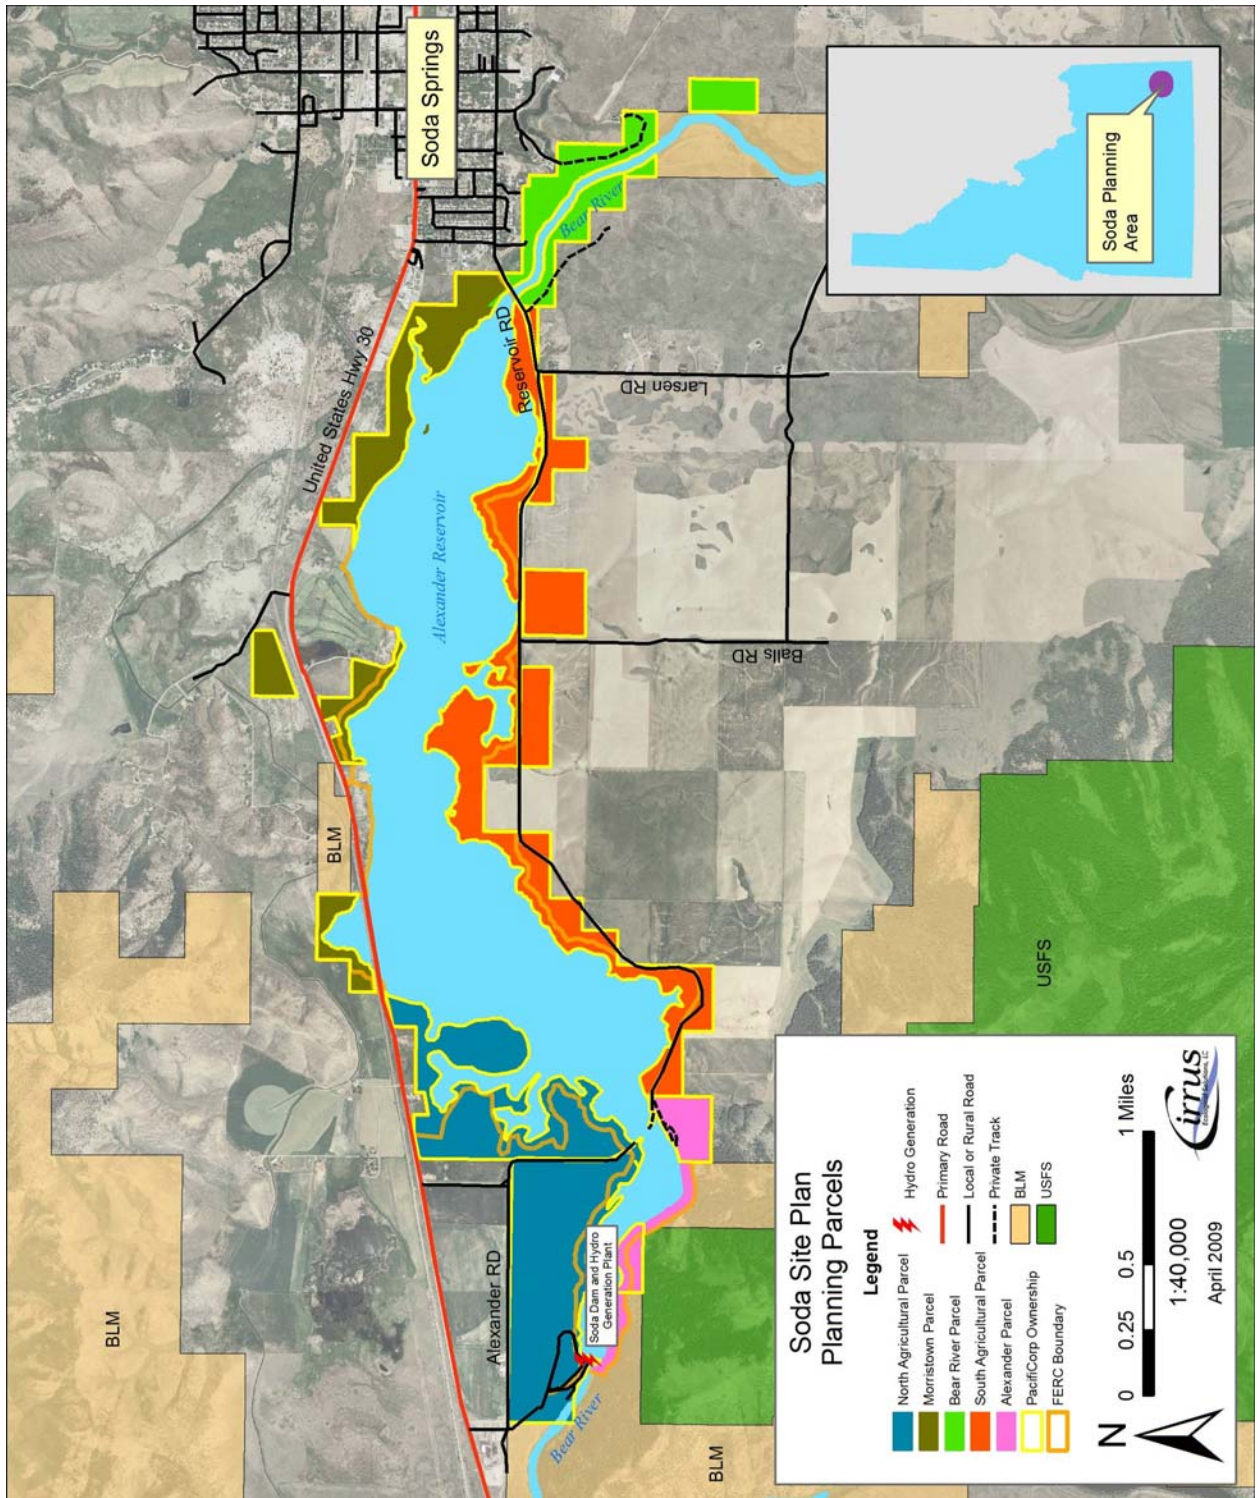 Soda Springs
United States Hwy 30
Bear River
Reservoir RD
Larsen RD
Alexander Reservoir
Balls RD
BLM
BLM
BLM
USFS
Alexander RD
Soda Dam and Hydro
Generation Plant
Bear River
Soda Planning
Area
Soda Site Plan
Planning Parcels
Legend
North Agricultural Parcel
Morristown Parcel
Bear River Parcel
South Agricultural Parcel
Alexander Parcel
PacifiCorp Ownership
FERC Boundary
Hydro Generation
Primary Road
Local or Rural Road
Private Track
BLM
USFS
N
0 0.25 0.5 1 Miles
1:40,000
April 2009
cirrus
Ecological Solutions, LC